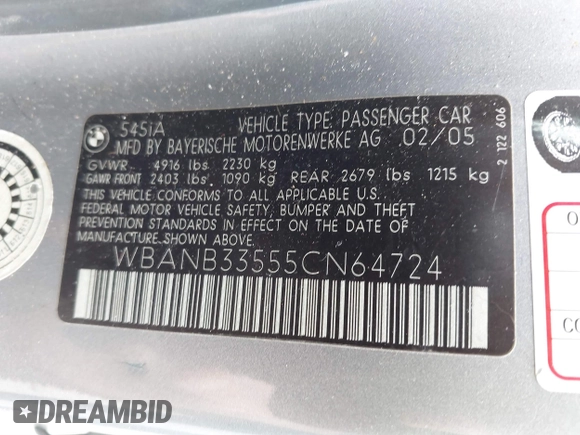 545iA VEHICLE TYPE: PASSENGER CAR
MFD BY BAYERISCHE MOTORENWERKE AG 02/05
GVWR 4916 lbs 2230 kg
GAWR FRONT 2403 lbs 1090 kg REAR 2679 lbs 1215 kg
THIS VEHICLE CONFORMS TO ALL APPLICABLE U.S.
FEDERAL MOTOR VEHICLE SAFETY, BUMPER AND THEFT
PREVENTION STANDARDS IN EFFECT ON THE DATE OF
MANUFACTURE SHOWN ABOVE.
WBANB33555CN64724
2 122 606
DREAMBID